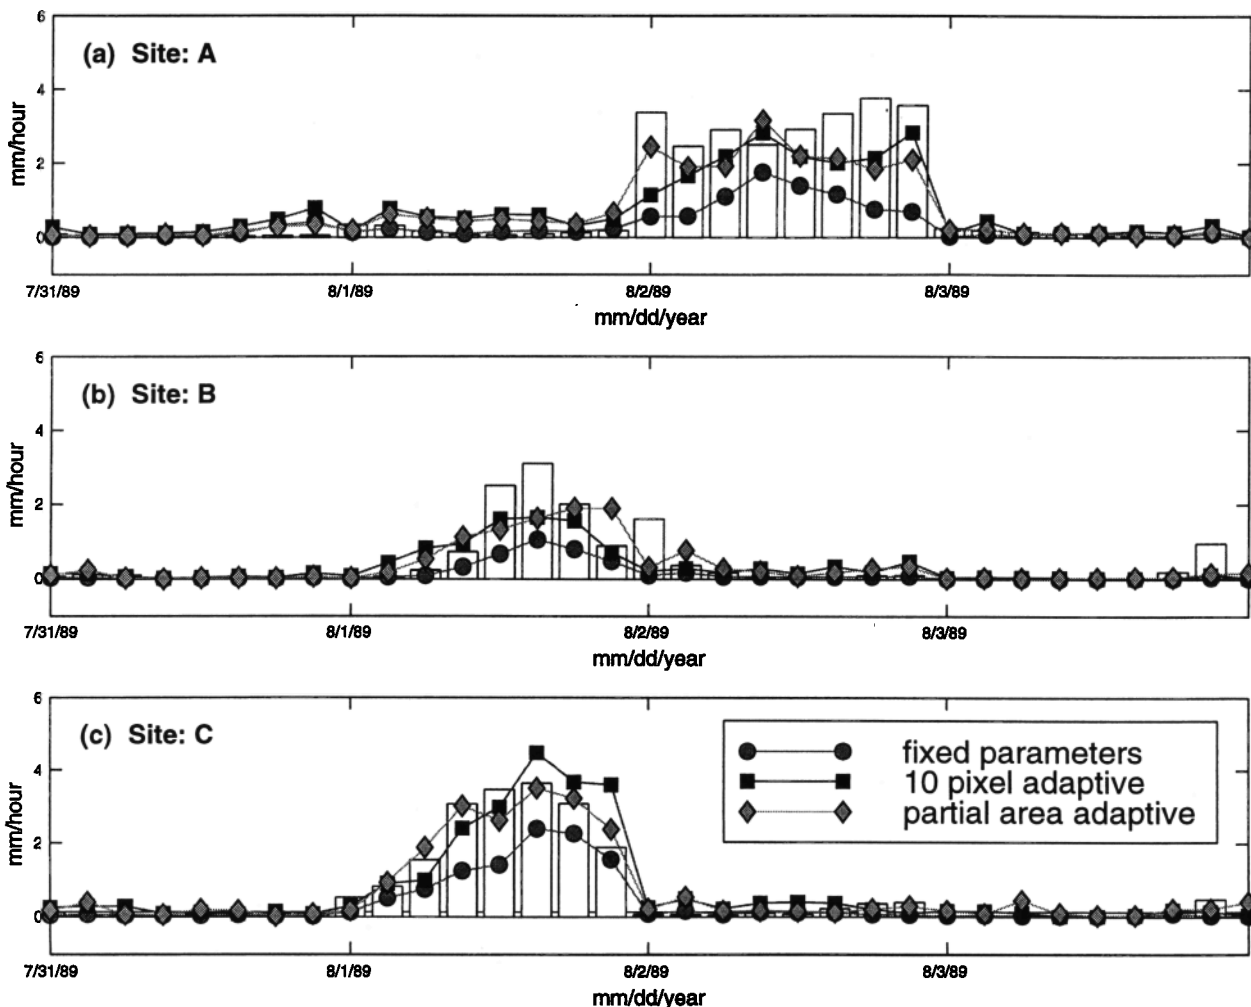 (a) Site: A
6
4
2
0
mm/hour
7/31/89 8/1/89 8/2/89 8/3/89
mm/dd/year
(b) Site: B
6
4
2
0
mm/hour
7/31/89 8/1/89 8/2/89 8/3/89
mm/dd/year
(c) Site: C
6
4
2
0
mm/hour
fixed parameters
10 pixel adaptive
partial area adaptive
7/31/89 8/1/89 8/2/89 8/3/89
mm/dd/year